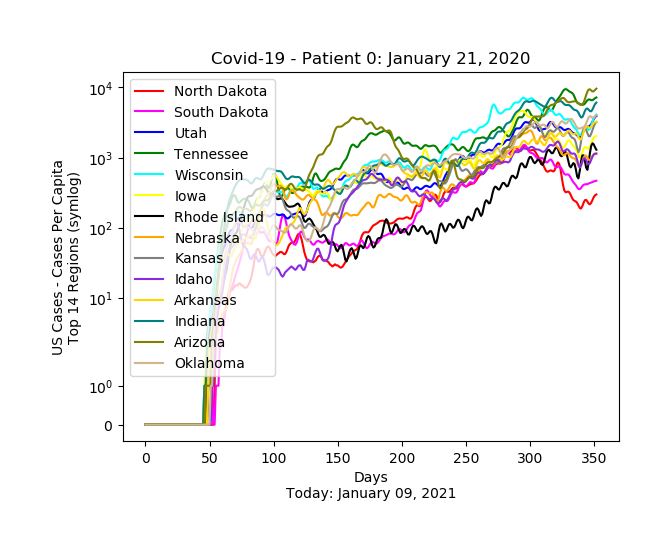 Covid-19 - Patient 0: January 21, 2020
US Cases - Cases Per Capita
Top 14 Regions (symlog)
10^4
10^3
10^2
10^1
10^0
0
North Dakota
South Dakota
Utah
Tennessee
Wisconsin
Iowa
Rhode Island
Nebraska
Kansas
Idaho
Arkansas
Indiana
Arizona
Oklahoma
0 50 100 150 200 250 300 350
Days
Today: January 09, 2021